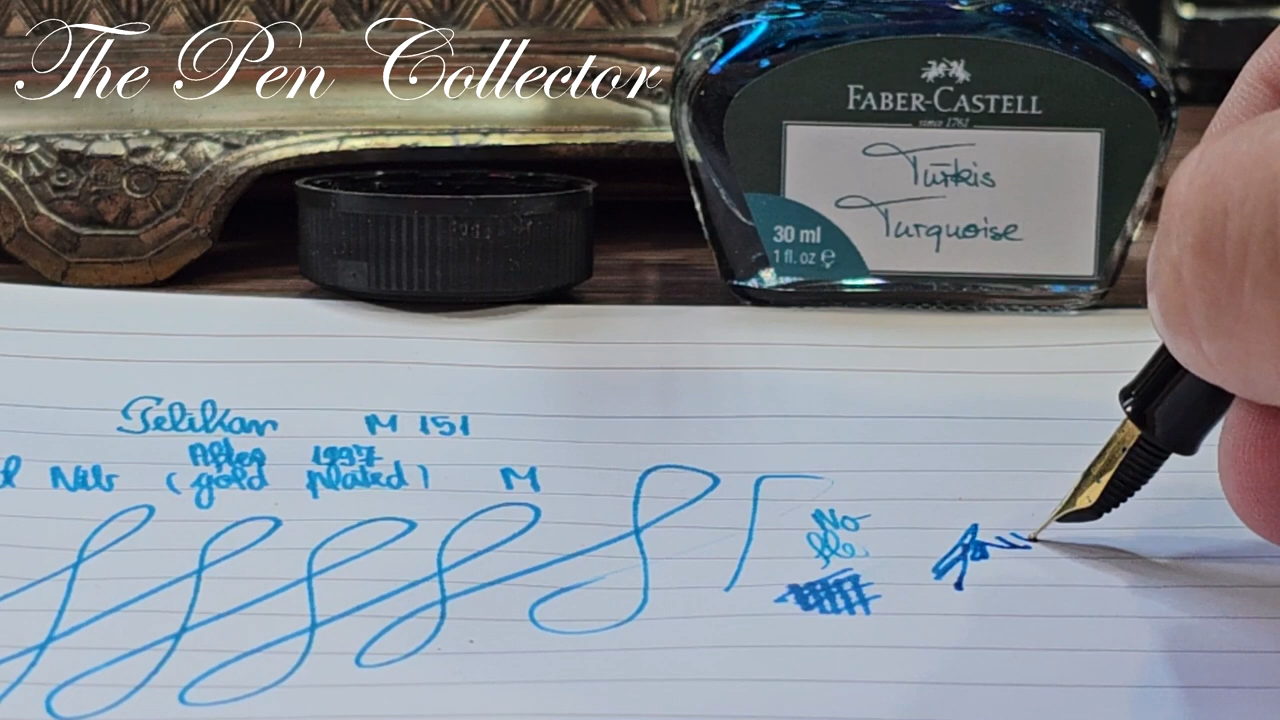 The Pen Collector
FABER-CASTELL
since 1761
Türkis
Turquoise
30 ml
1 fl. oz ℮
Pelikan M 151
After 1997
Nib (gold plated) M
No